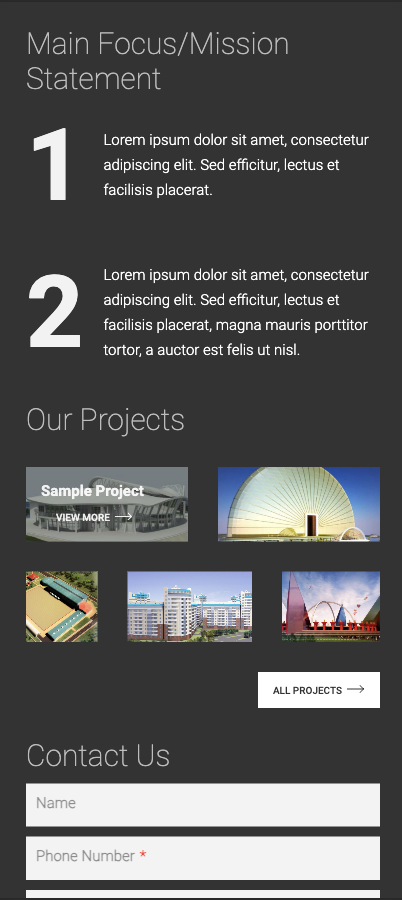 Main Focus/Mission
Statement
1
Lorem ipsum dolor sit amet, consectetur
adipiscing elit. Sed efficitur, lectus et
facilisis placerat.
2
Lorem ipsum dolor sit amet, consectetur
adipiscing elit. Sed efficitur, lectus et
facilisis placerat, magna mauris porttitor
tortor, a auctor est felis ut nisl.
Our Projects
Sample Project
VIEW MORE
ALL PROJECTS
Contact Us
Name
Phone Number *